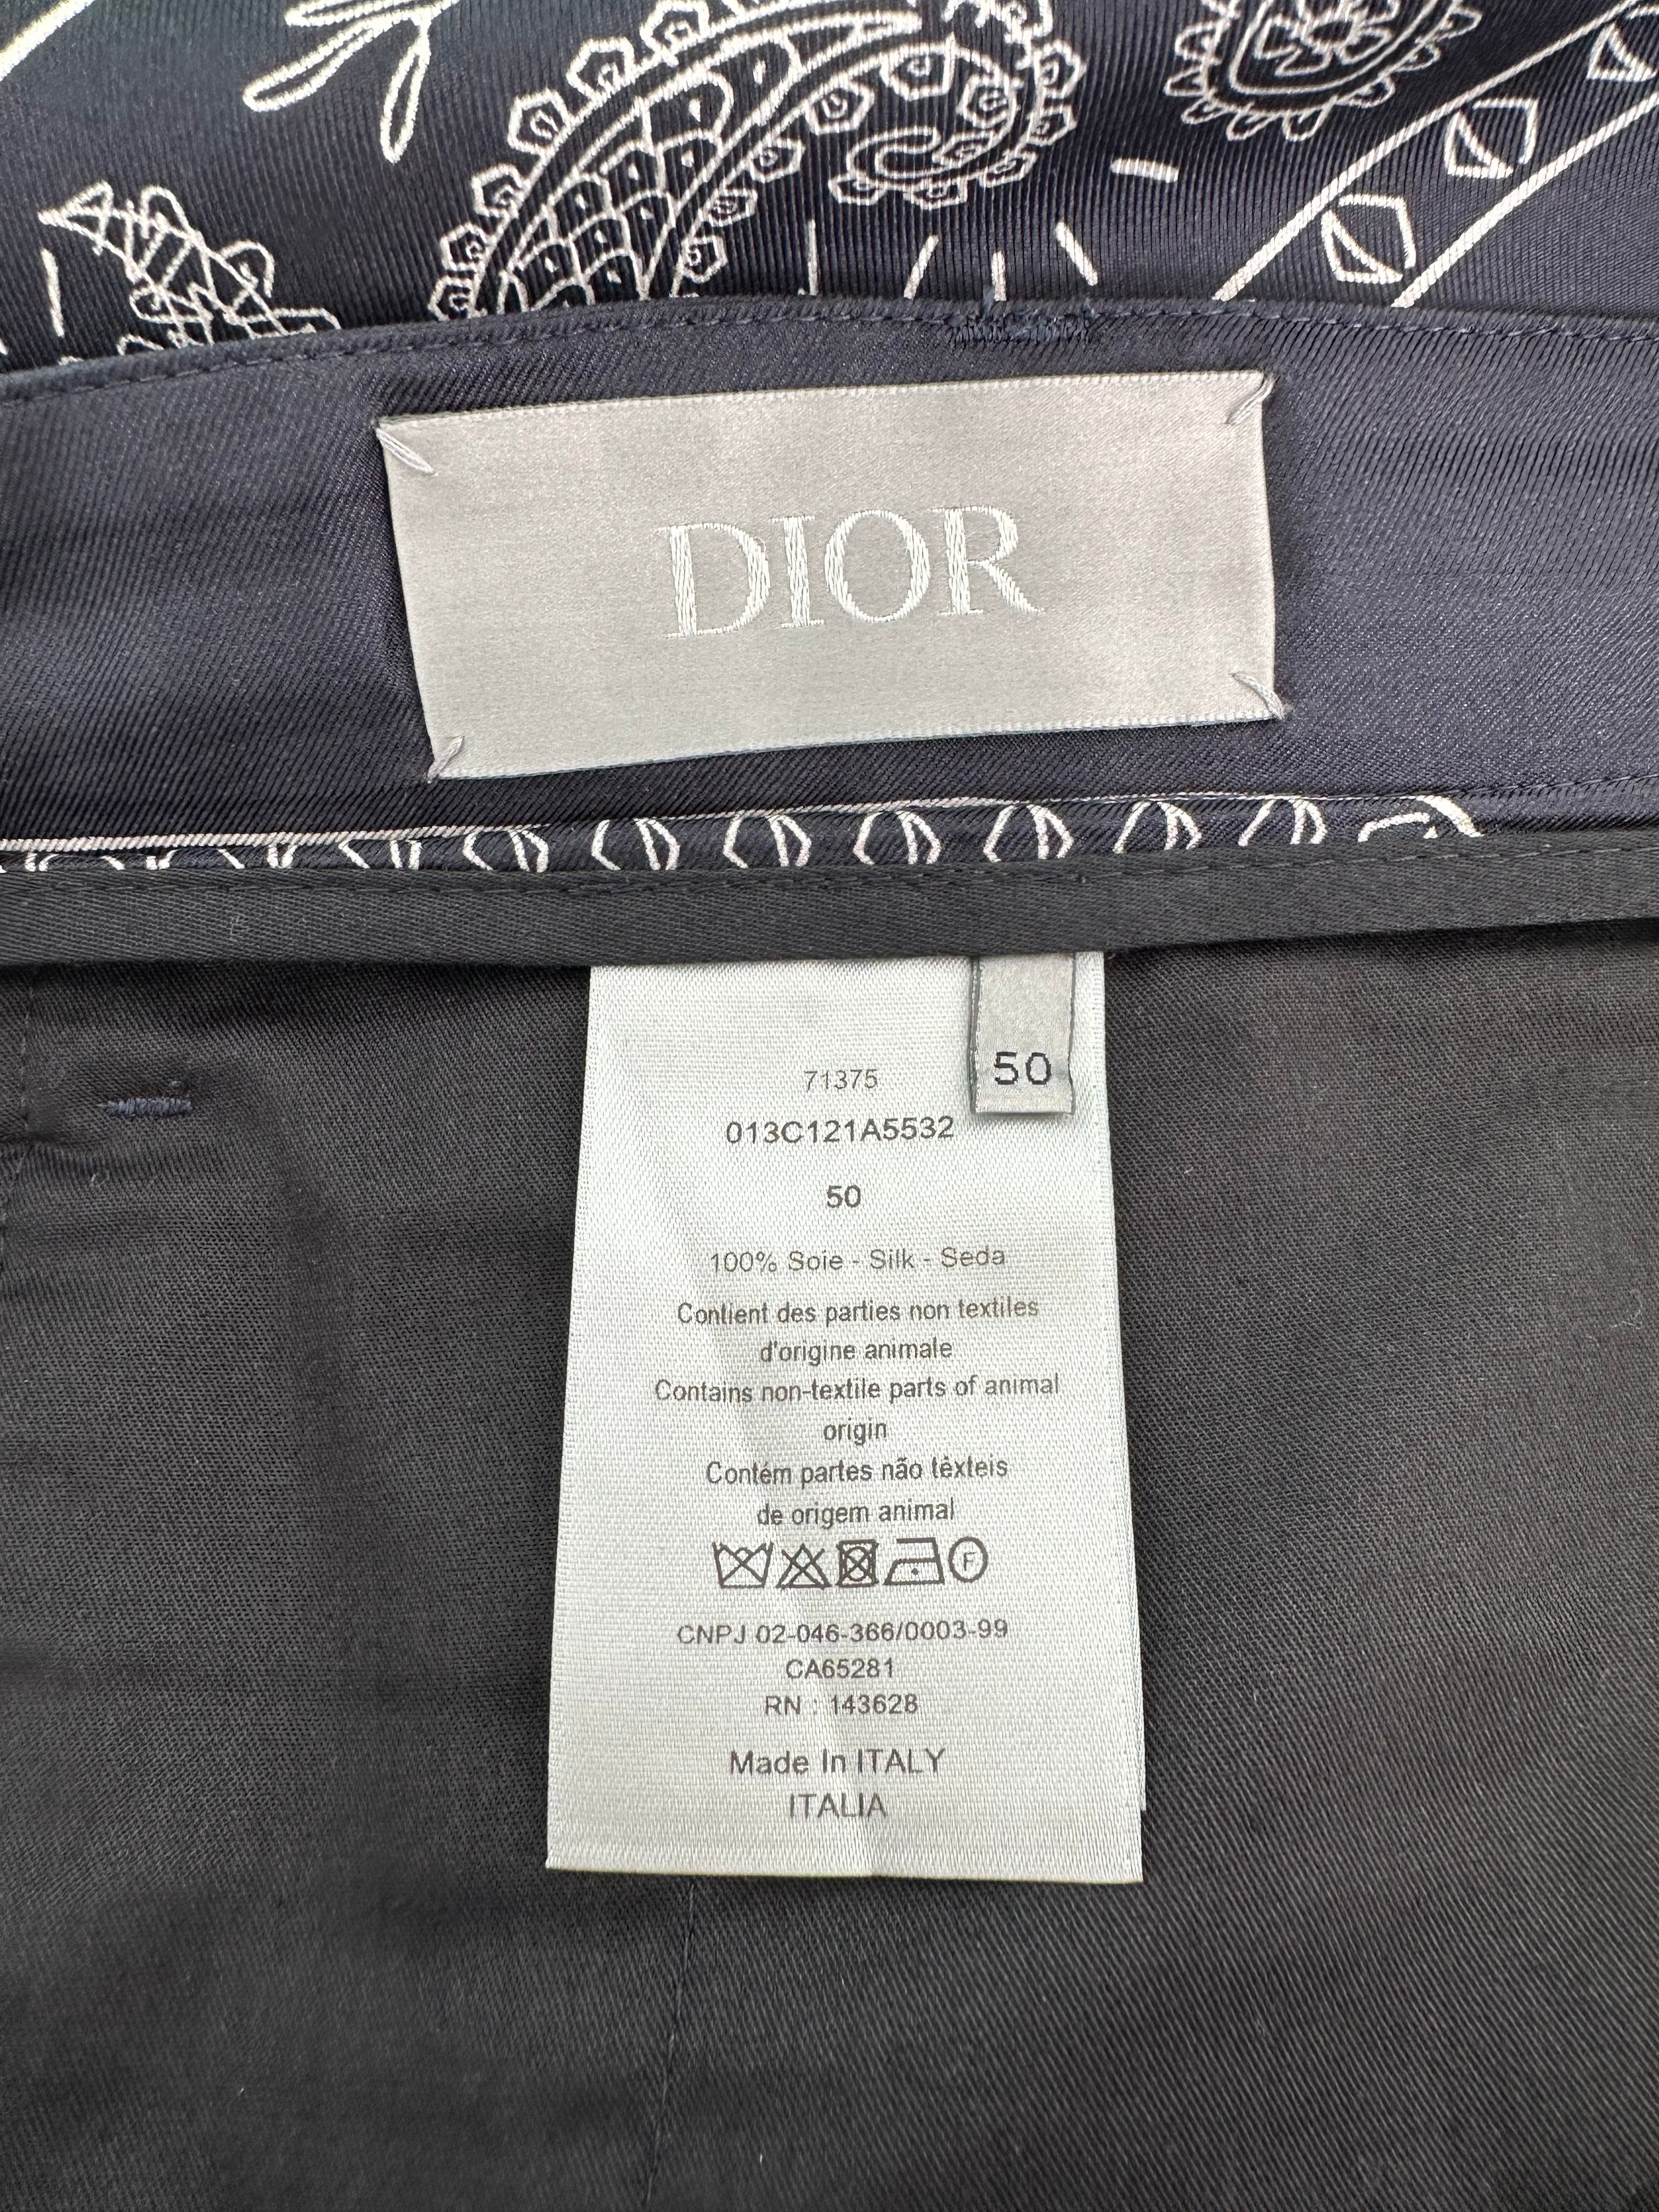 DIOR
50
71375
013C121A5532
50
100% Soie - Silk - Seda
Contient des parties non textiles
d'origine animale
Contains non-textile parts of animal
origin
Contém partes não têxteis
de origem animal
F
CNPJ 02-046-366/0003-99
CA65281
RN : 143628
Made In ITALY
ITALIA